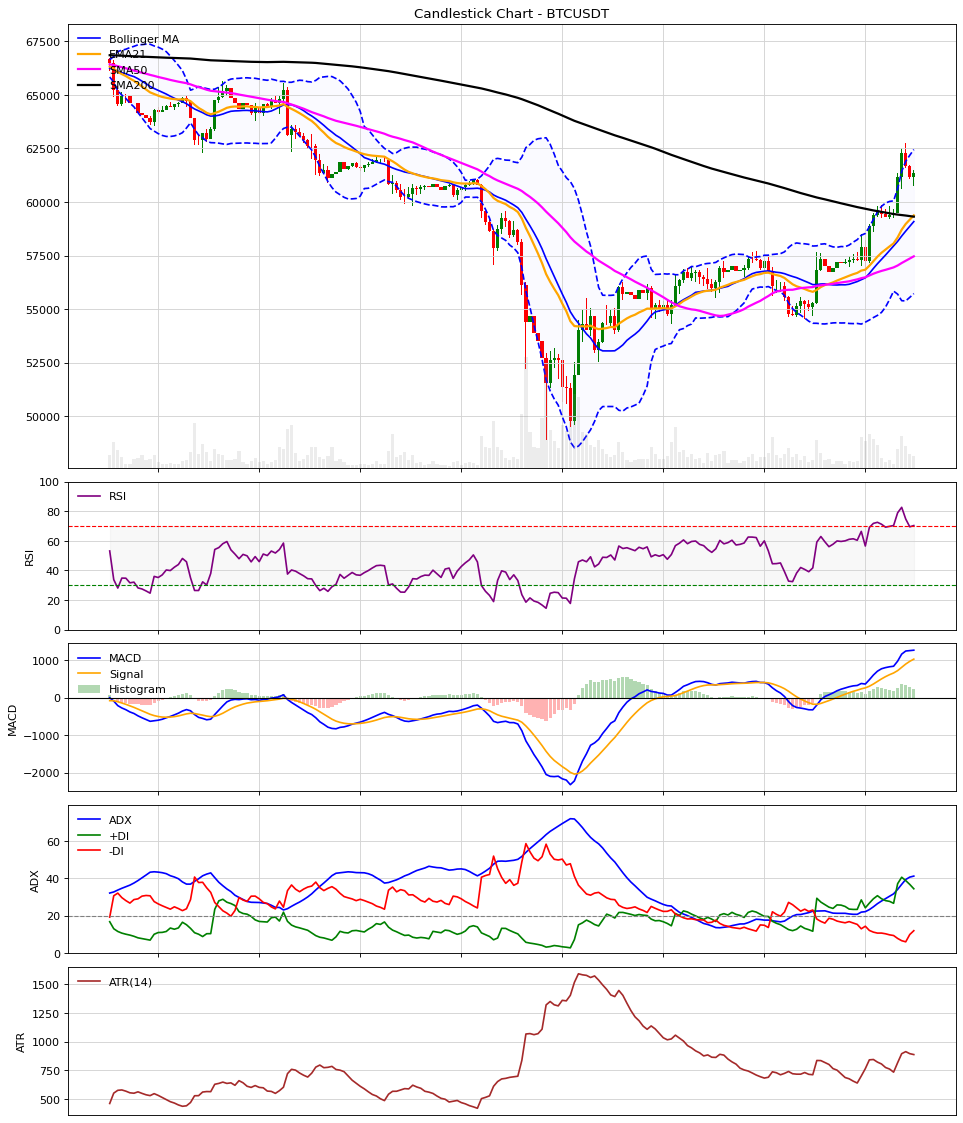 Candlestick Chart - BTCUSDT
67500
65000
62500
60000
57500
55000
52500
50000
Bollinger MA
EMA21
SMA50
SMA200
RSI
100
80
60
40
20
0
RSI
MACD
1000
0
−1000
−2000
MACD
Signal
Histogram
ADX
60
40
20
0
ADX
+DI
-DI
ATR
1500
1250
1000
750
500
ATR(14)